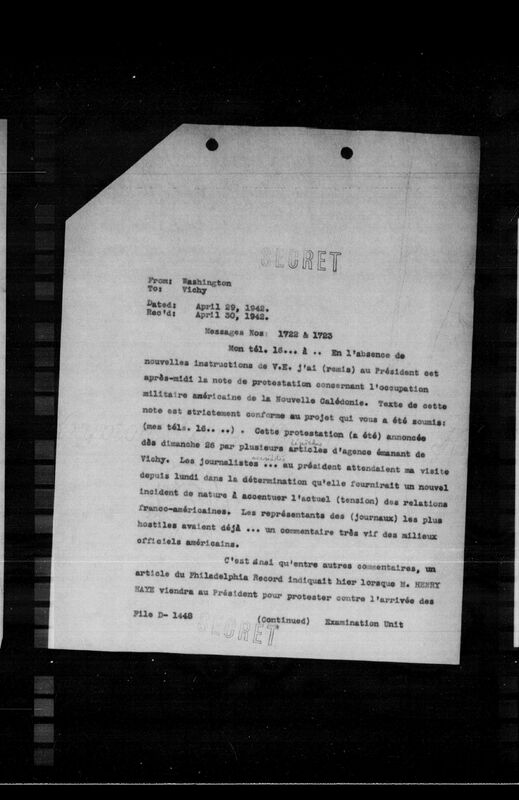 SECRET
From: Washington
To: Vichy
Dated: April 29, 1942.
Rec'd: April 30, 1942.
Messages Nos: 1722 & 1723
Mon tél. 16... à .. En l'absence de
nouvelles instructions de V.E. j'ai (remis) au Président cet
après-midi la note de protestation concernant l'occupation
militaire américaine de la Nouvelle Calédonie. Texte de cette
note est strictement conforme au projet qui vous a été soumis:
(mes téls. 16.. ..) . Cette protestation (a été) annoncée
dès dimanche 26 par plusieurs articles d'agence émanant de
Vichy. Les journalistes ... au président attendaient ma visite
depuis lundi dans la détermination qu'elle fournirait un nouvel
incident de nature à accentuer l'actuel (tension) des relations
franco-américaines. Les représentants des (journaux) les plus
hostiles avaient déjà ... un commentaire très vif des milieux
officiels américains.
C'est ainsi qu'entre autres commentaires, un
article du Philadelphia Record indiquait hier lorsque M. HENRY
HAYE viendra au Président pour protester contre l'arrivée des
File D- 1448 (Continued) Examination Unit
SECRET